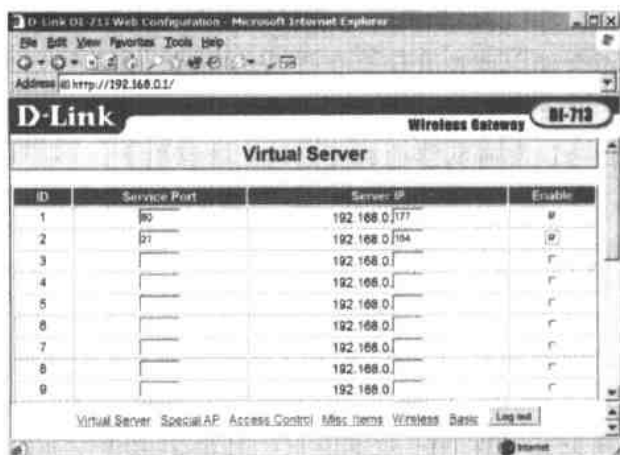 D-Link DI-713 Web Configuration - Microsoft Internet Explorer
File Edit View Favorites Tools Help
Address http://192.168.0.1/
D-Link
Wireless Gateway DI-713
Virtual Server
ID Service Port Server IP Enable
1 80 192.168.0.177
2 21 192.168.0.164
3 192.168.0.
4 192.168.0.
5 192.168.0.
6 192.168.0.
7 192.168.0.
8 192.168.0.
9 192.168.0.
Virtual Server Special AP Access Control Misc Items Wireless Basic Log out
Internet